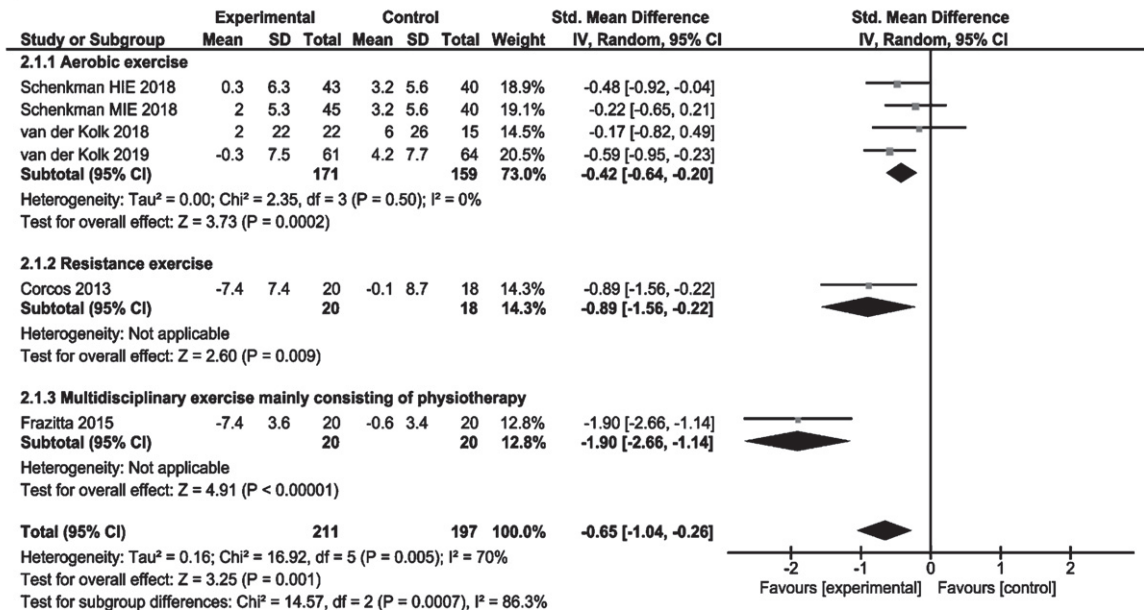 Experimental Control Std. Mean Difference Std. Mean Difference
Study or Subgroup Mean SD Total Mean SD Total Weight IV, Random, 95% CI IV, Random, 95% CI
2.1.1 Aerobic exercise
Schenkman HIE 2018 0.3 6.3 43 3.2 5.6 40 18.9% -0.48 [-0.92, -0.04]
Schenkman MIE 2018 2 5.3 45 3.2 5.6 40 19.1% -0.22 [-0.65, 0.21]
van der Kolk 2018 2 22 22 6 26 15 14.5% -0.17 [-0.82, 0.49]
van der Kolk 2019 -0.3 7.5 61 4.2 7.7 64 20.5% -0.59 [-0.95, -0.23]
Subtotal (95% CI) 171 159 73.0% -0.42 [-0.64, -0.20]
Heterogeneity: Tau² = 0.00; Chi² = 2.35, df = 3 (P = 0.50); I² = 0%
Test for overall effect: Z = 3.73 (P = 0.0002)
2.1.2 Resistance exercise
Corcos 2013 -7.4 7.4 20 -0.1 8.7 18 14.3% -0.89 [-1.56, -0.22]
Subtotal (95% CI) 20 18 14.3% -0.89 [-1.56, -0.22]
Heterogeneity: Not applicable
Test for overall effect: Z = 2.60 (P = 0.009)
2.1.3 Multidisciplinary exercise mainly consisting of physiotherapy
Frazitta 2015 -7.4 3.6 20 -0.6 3.4 20 12.8% -1.90 [-2.66, -1.14]
Subtotal (95% CI) 20 20 12.8% -1.90 [-2.66, -1.14]
Heterogeneity: Not applicable
Test for overall effect: Z = 4.91 (P < 0.00001)
Total (95% CI) 211 197 100.0% -0.65 [-1.04, -0.26]
Heterogeneity: Tau² = 0.16; Chi² = 16.92, df = 5 (P = 0.005); I² = 70%
Test for overall effect: Z = 3.25 (P = 0.001)
Test for subgroup differences: Chi² = 14.57, df = 2 (P = 0.0007), I² = 86.3%
-2 -1 0 1 2
Favours [experimental] Favours [control]